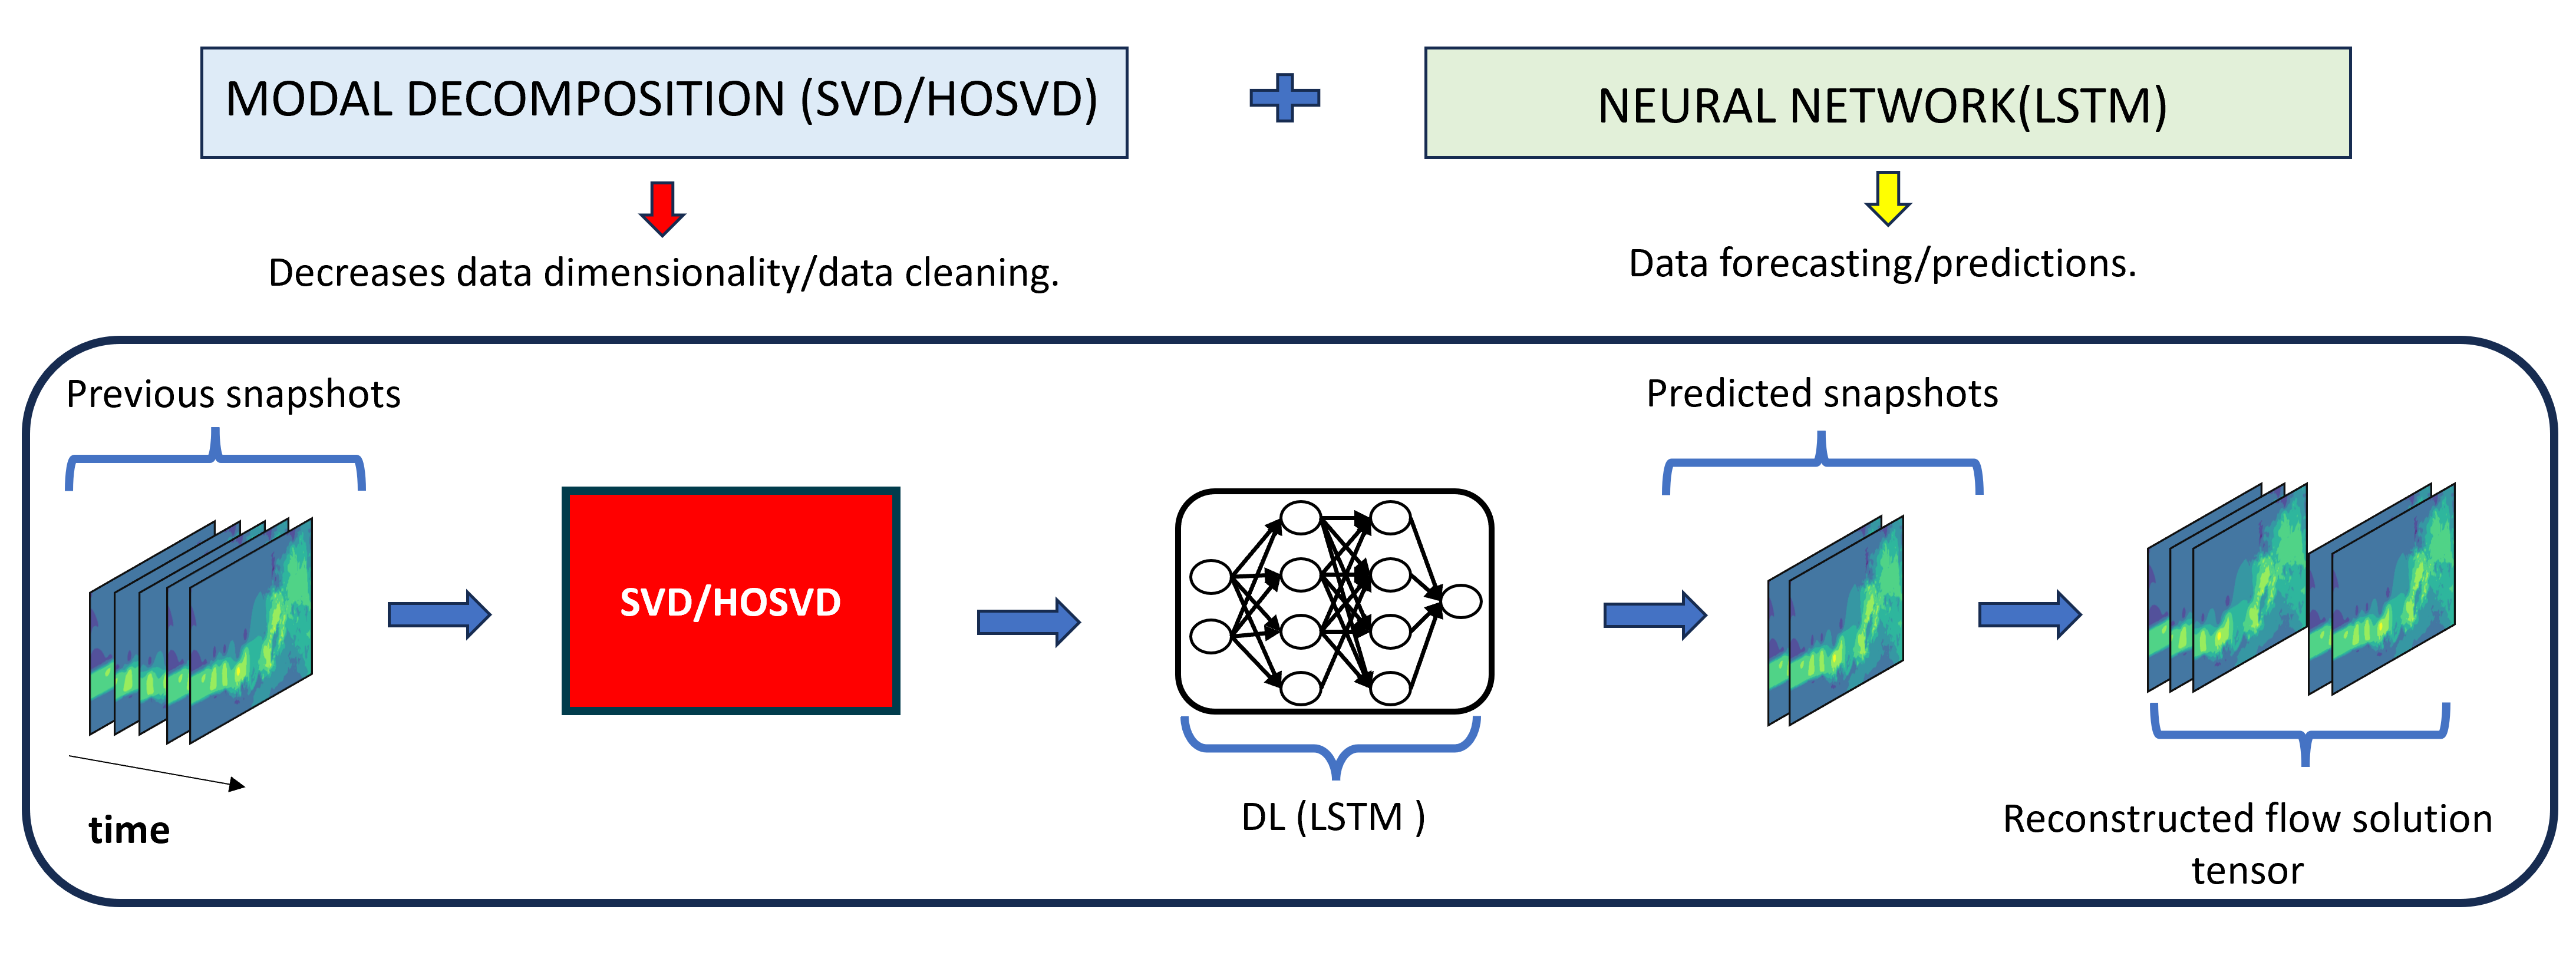 MODAL DECOMPOSITION (SVD/HOSVD)
NEURAL NETWORK(LSTM)
Decreases data dimensionality/data cleaning.
Data forecasting/predictions.
Previous snapshots
Predicted snapshots
SVD/HOSVD
time
DL (LSTM )
Reconstructed flow solution
tensor